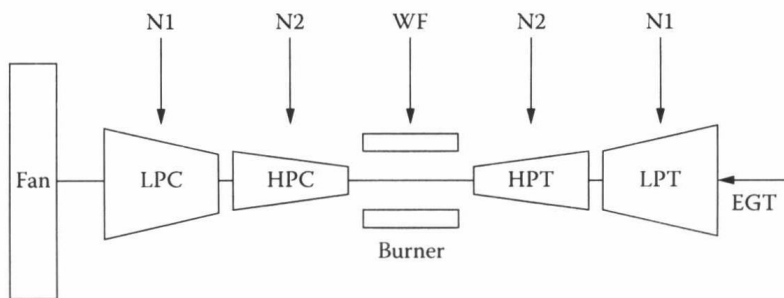 N1 N2 WF N2 N1
Fan LPC HPC HPT LPT
EGT
Burner